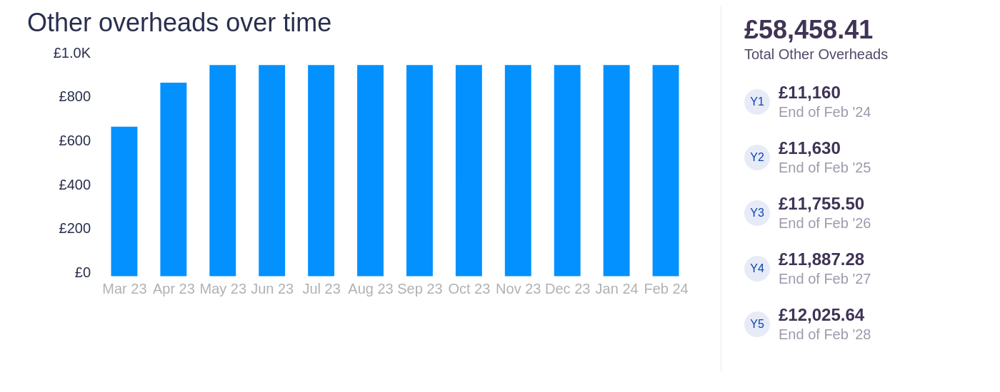 Other overheads over time
£1.0K
£800
£600
£400
£200
£0
Mar 23 Apr 23 May 23 Jun 23 Jul 23 Aug 23 Sep 23 Oct 23 Nov 23 Dec 23 Jan 24 Feb 24
£58,458.41
Total Other Overheads
Y1 £11,160
End of Feb '24
Y2 £11,630
End of Feb '25
Y3 £11,755.50
End of Feb '26
Y4 £11,887.28
End of Feb '27
Y5 £12,025.64
End of Feb '28